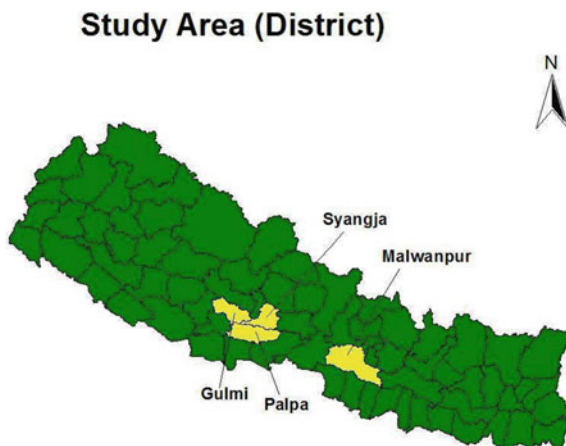 Study Area (District)
N
Syangja
Malwanpur
Gulmi
Palpa